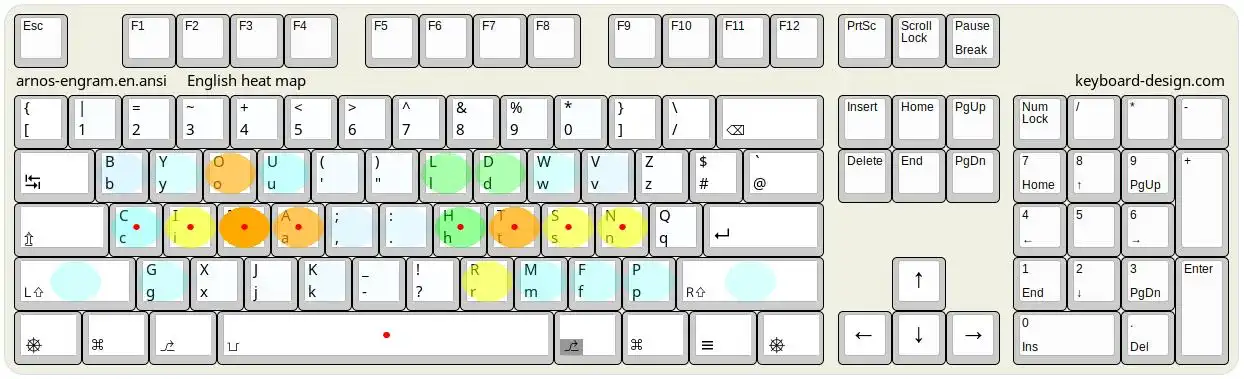 Esc F1 F2 F3 F4 F5 F6 F7 F8 F9 F10 F11 F12 PrtSc Scroll Lock Pause Break
arnos-engram.en.ansi English heat map keyboard-design.com
{ | = ~ + < > ^ & % * } \ Insert Home PgUp Num Lock / * -
[ 1 2 3 4 5 6 7 8 9 0 ] / ⌫
B Y O U ( ) L D W V Z $ ` Delete End PgDn 7 8 9 +
↹ b y o u ' " l d w v z # @ Home ↑ PgUp
C I A ; : H T S N Q 4 5 6
⇪ c i a , . h t s n q ↵ ← →
G X J K _ ! R M F P ↑ 1 2 3 Enter
L⇧ g x j k - ? r m f p R⇧ End ↓ PgDn
⎈ ⌘ ⎇ ⎇ ⌘ ≡ ⎈ ← ↓ → 0 .
Ins Del